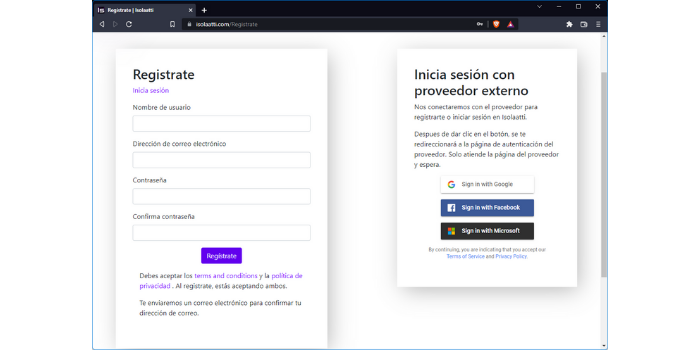 Registrate | Isolaatti
isolaatti.com/Registrate
Registrate
Inicia sesión
Nombre de usuario
Dirección de correo electrónico
Contraseña
Confirma contraseña
Registrate
Debes aceptar los terms and conditions y la política de
privacidad . Al registrate, estás aceptando ambos.
Te enviaremos un correo electrónico para confirmar tu
dirección de correo.
Inicia sesión con
proveedor externo
Nos conectaremos con el proveedor para
registrarte o iniciar sesión en Isolaatti.
Despues de dar clic en el botón, se te
redireccionará a la página de autenticación del
proveedor. Solo atiende la página del proveedor
y espera.
Sign in with Google
Sign in with Facebook
Sign in with Microsoft
By continuing, you are indicating that you accept our
Terms of Service and Privacy Policy.